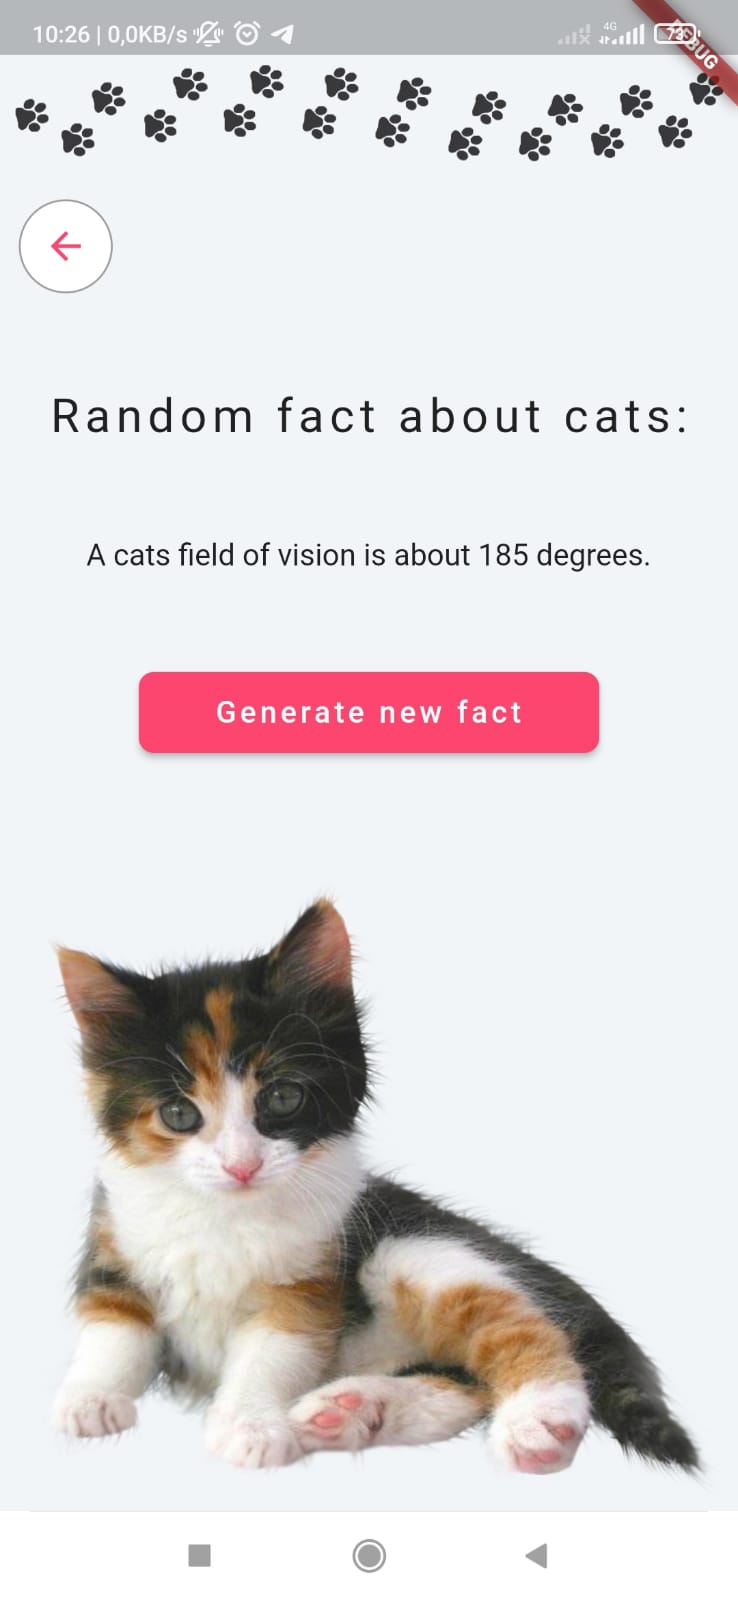 10:26 | 0,0KB/s
4G
73
DEBUG
Random fact about cats:
A cats field of vision is about 185 degrees.
Generate new fact